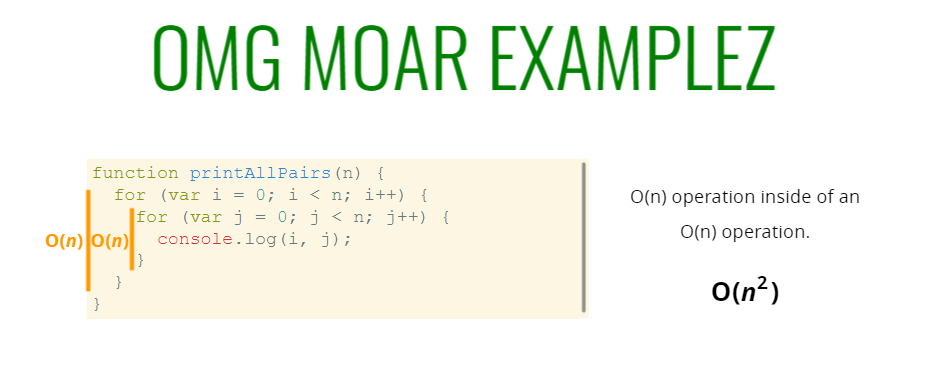 OMG MOAR EXAMPLEZ
function printAllPairs(n) {
  for (var i = 0; i < n; i++) {
    for (var j = 0; j < n; j++) {
      console.log(i, j);
    }
  }
}
O(n) O(n)
O(n) operation inside of an
O(n) operation.
O(n²)